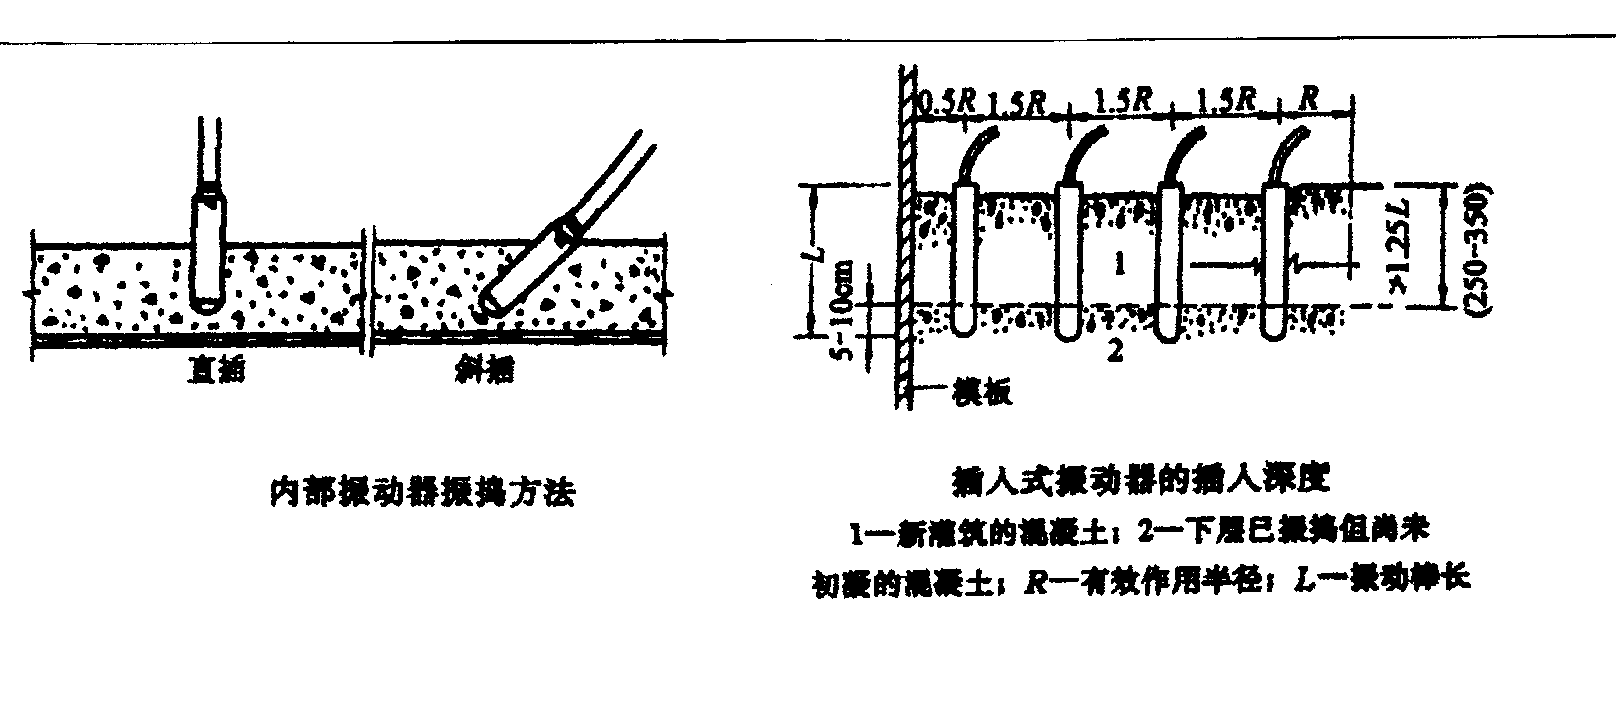 直插
斜插
内部振动器振捣方法
0.5R 1.5R 1.5R 1.5R R
L
5-10cm
1
2
>1.25L
(250-350)
模板
插入式振动器的插入深度
1—新灌筑的混凝土；2—下层已振捣但尚未
初凝的混凝土；R—有效作用半径；L—振动棒长